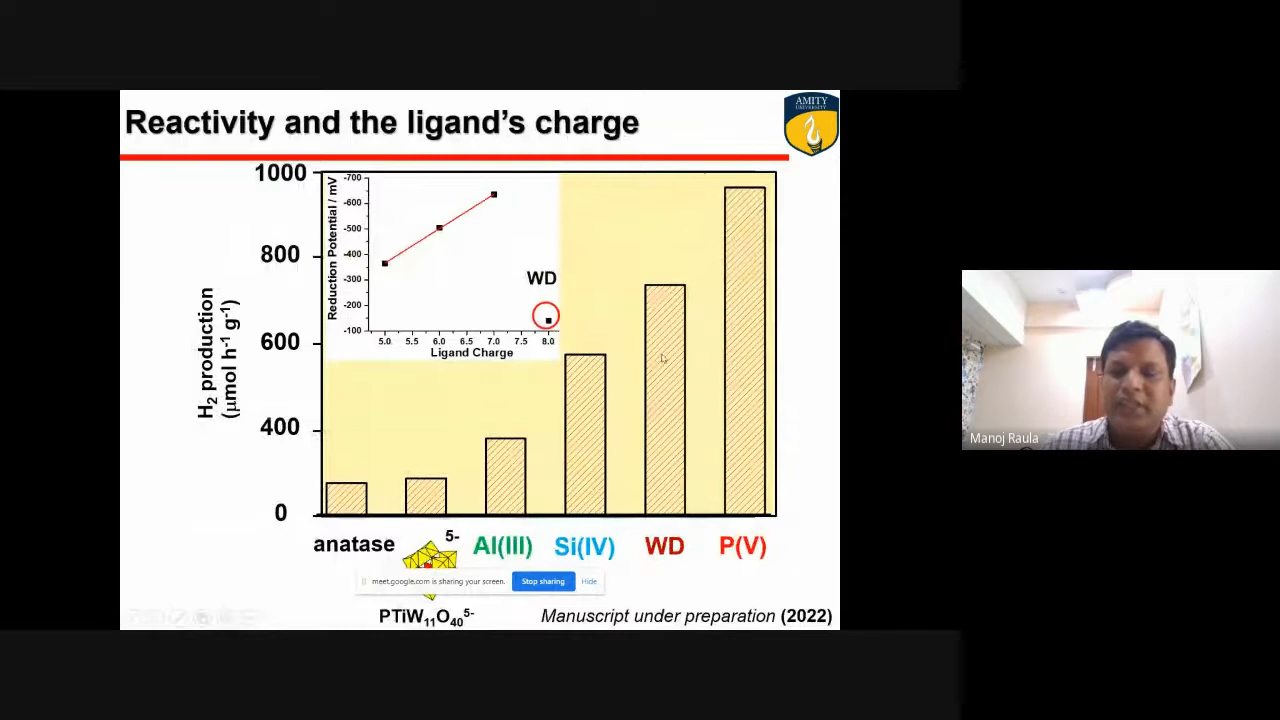 Reactivity and the ligand's charge
AMITY
UNIVERSITY
1000
800
600
400
0
H2 production
(μmol h-1 g-1)
-700
-600
-500
-400
-300
-200
-100
Reduction Potential / mV
5.0 5.5 6.0 6.5 7.0 7.5 8.0
Ligand Charge
WD
anatase 5- Al(III) Si(IV) WD P(V)
meet.google.com is sharing your screen. Stop sharing Hide
PTiW11O40 5-
Manuscript under preparation (2022)
Manoj Raula